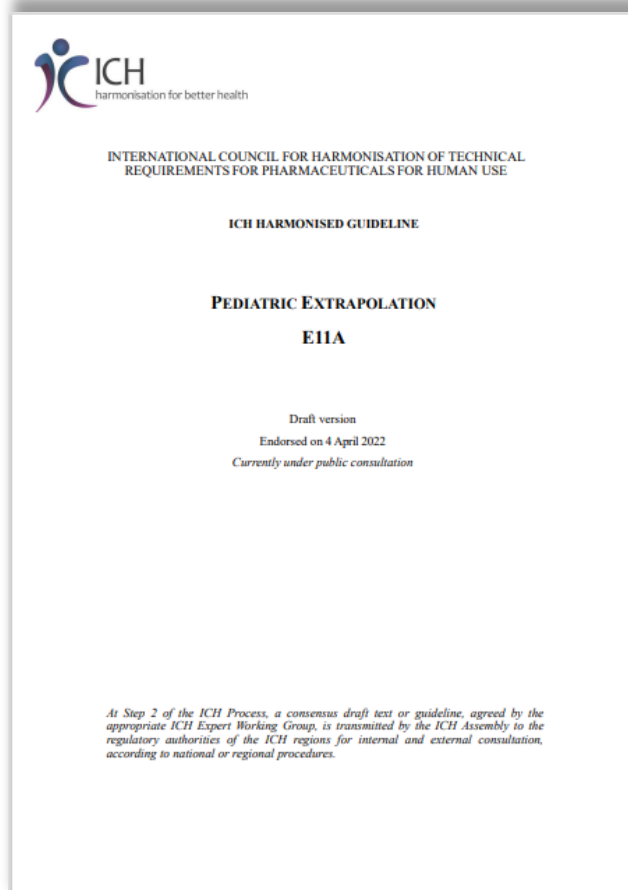 ICH
harmonisation for better health
INTERNATIONAL COUNCIL FOR HARMONISATION OF TECHNICAL
REQUIREMENTS FOR PHARMACEUTICALS FOR HUMAN USE
ICH HARMONISED GUIDELINE
PEDIATRIC EXTRAPOLATION
E11A
Draft version
Endorsed on 4 April 2022
Currently under public consultation
At Step 2 of the ICH Process, a consensus draft text or guideline, agreed by the
appropriate ICH Expert Working Group, is transmitted by the ICH Assembly to the
regulatory authorities of the ICH regions for internal and external consultation,
according to national or regional procedures.